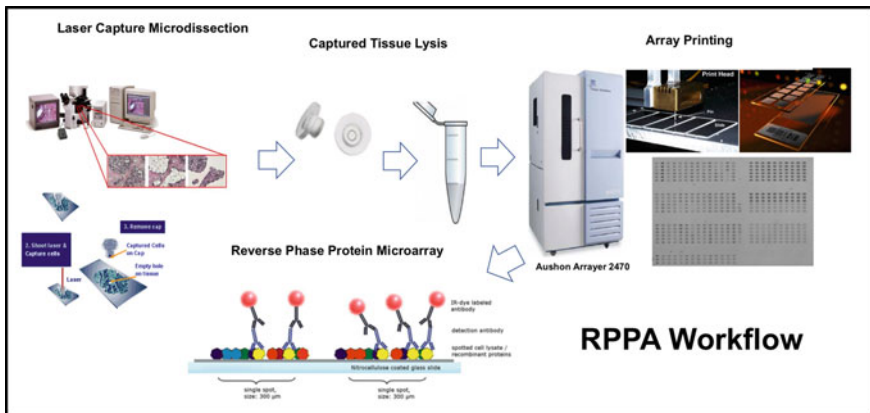 Laser Capture Microdissection
Captured Tissue Lysis
Array Printing
Print Head
2. Shoot laser &
Capture cells
Laser
3. Remove cap
Captured Cells
on Cap
Empty hole
on tissue
Aushon Arrayer 2470
Reverse Phase Protein Microarray
IR-dye labeled
antibody
detection antibody
spotted cell lysate /
recombinant proteins
Nitrocellulose coated glass slide
single spot,
size: 300 µm
single spot,
size: 300 µm
RPPA Workflow